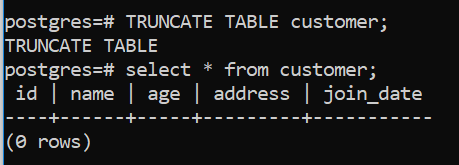 postgres=# TRUNCATE TABLE customer;
TRUNCATE TABLE
postgres=# select * from customer;
 id | name | age | address | join_date
----+------+-----+---------+-----------
(0 rows)